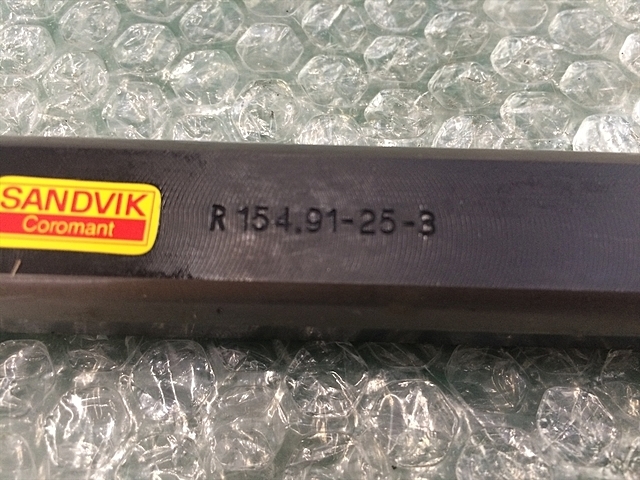 SANDVIK
Coromant
R 154.91-25-3